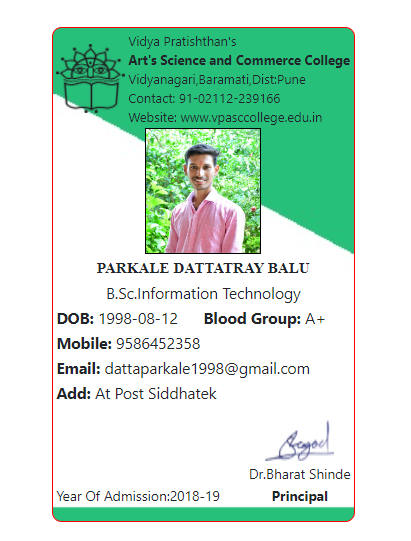 Vidya Pratishthan's
Art's Science and Commerce College
Vidyanagari,Baramati,Dist:Pune
Contact: 91-02112-239166
Website: www.vpasccollege.edu.in
PARKALE DATTATRAY BALU
B.Sc.Information Technology
DOB: 1998-08-12 Blood Group: A+
Mobile: 9586452358
Email: dattaparkale1998@gmail.com
Add: At Post Siddhatek
Dr.Bharat Shinde
Year Of Admission:2018-19 Principal